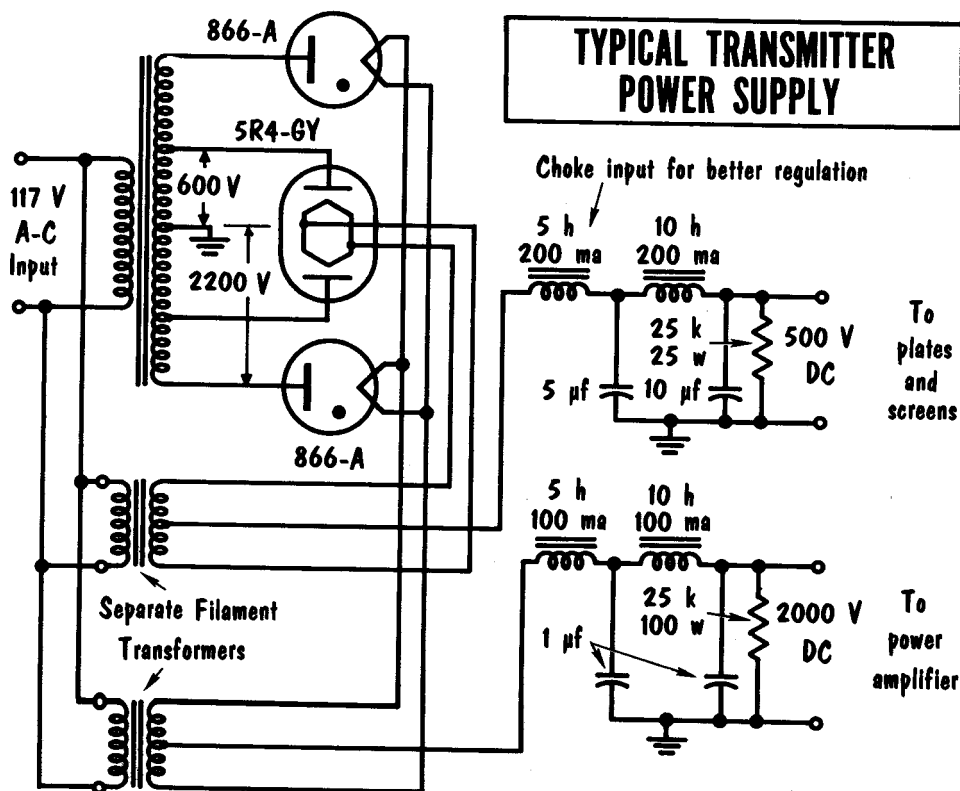 TYPICAL TRANSMITTER
POWER SUPPLY
866-A
5R4-GY
600 V
117 V
A-C
Input
2200 V
866-A
Choke input for better regulation
5 h
200 ma
10 h
200 ma
25 k
25 w
500 V
DC
5 µf
10 µf
To
plates
and
screens
Separate Filament
Transformers
5 h
100 ma
10 h
100 ma
25 k
100 w
2000 V
DC
1 µf
To
power
amplifier